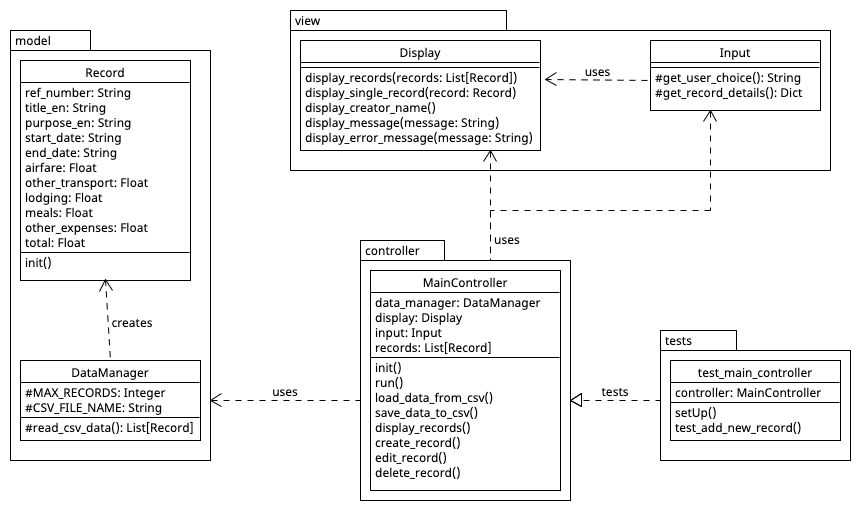 model
Record
ref_number: String
title_en: String
purpose_en: String
start_date: String
end_date: String
airfare: Float
other_transport: Float
lodging: Float
meals: Float
other_expenses: Float
total: Float
init()
creates
DataManager
#MAX_RECORDS: Integer
#CSV_FILE_NAME: String
#read_csv_data(): List[Record]
view
Display
display_records(records: List[Record])
display_single_record(record: Record)
display_creator_name()
display_message(message: String)
display_error_message(message: String)
uses
Input
#get_user_choice(): String
#get_record_details(): Dict
uses
controller
MainController
data_manager: DataManager
display: Display
input: Input
records: List[Record]
init()
run()
load_data_from_csv()
save_data_to_csv()
display_records()
create_record()
edit_record()
delete_record()
uses
tests
tests
test_main_controller
controller: MainController
setUp()
test_add_new_record()